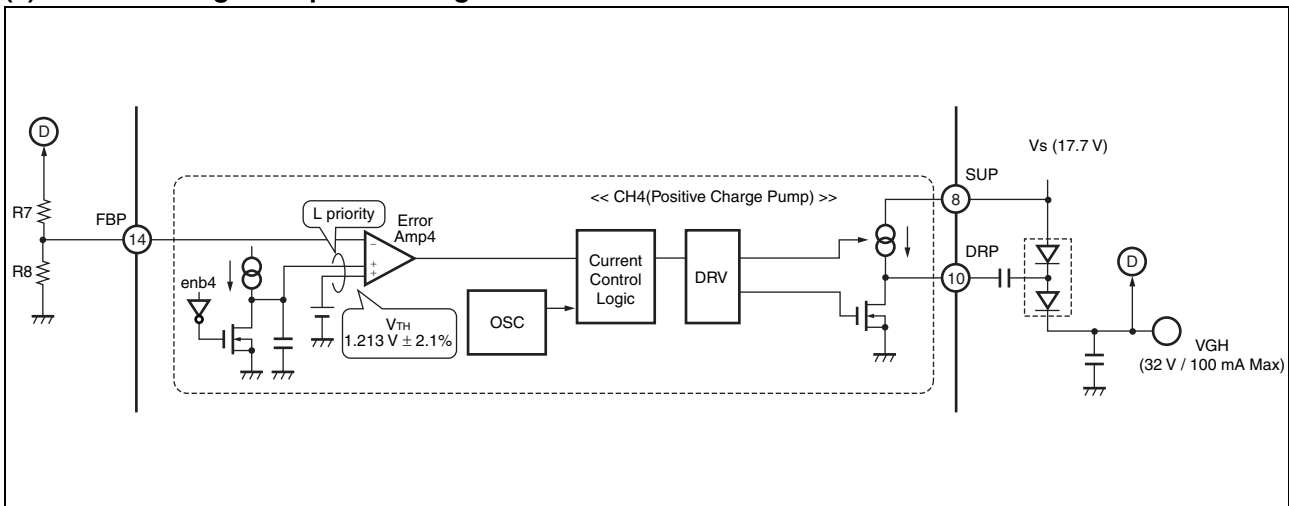 Vs (17.7 V)
D
SUP
<< CH4(Positive Charge Pump) >>
8
L priority
Error
Amp4
R7
FBP
14
DRP
D
R8
enb4
Current
Control
Logic
DRV
10
OSC
VTH
1.213 V ± 2.1%
VGH
(32 V / 100 mA Max)
−
+
+